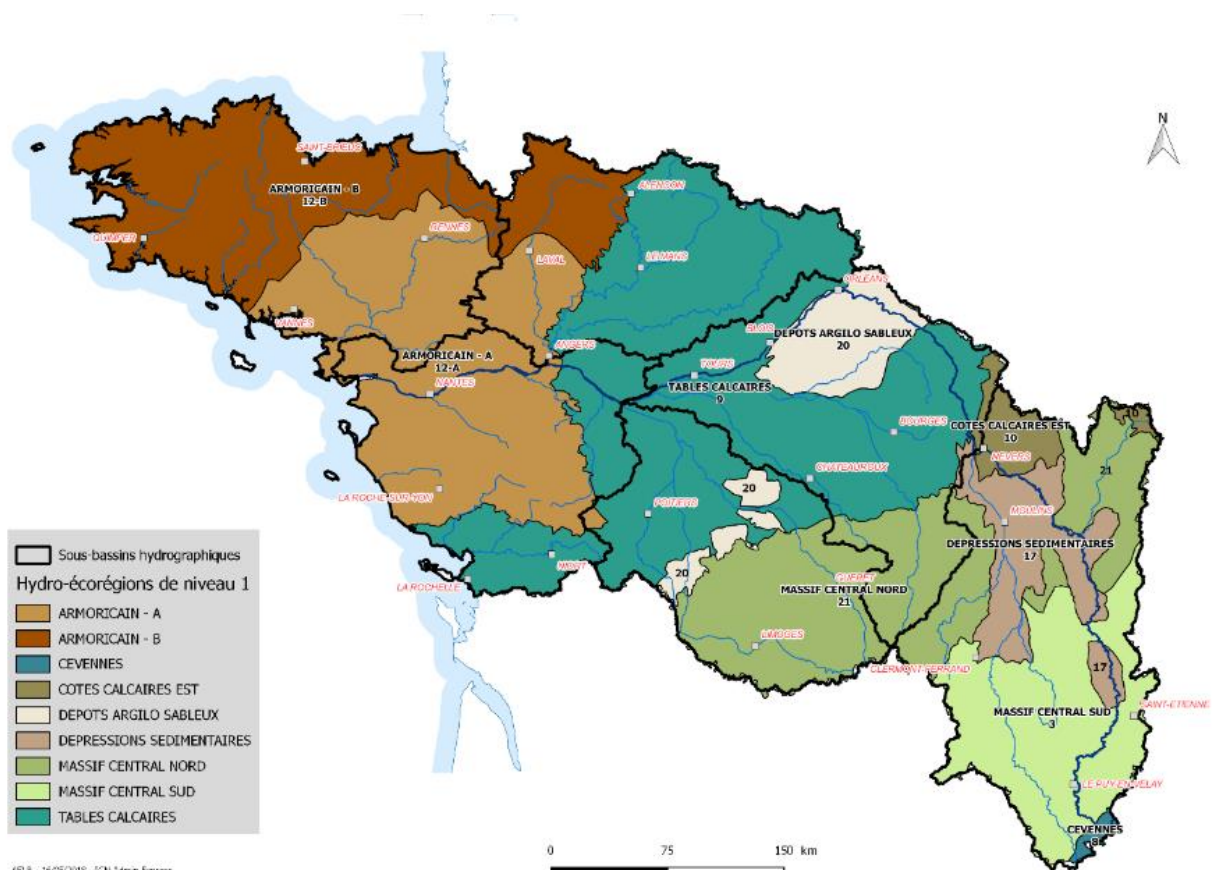 N
SAINT-BRIEUC
ARMORICAIN - B
12-B
ALENCON
QUIMPER
RENNES
LAVAL
LE MANS
ORLEANS
VANNES
BLOIS
DEPOTS ARGILO SABLEUX
20
ANGERS
ARMORICAIN - A
12-A
TOURS
NANTES
TABLES CALCAIRES
9
BOURGES
COTES CALCAIRES EST
10
10
NEVERS
21
CHATEAUROUX
20
LA ROCHE-SUR-YON
POITIERS
MOULINS
DEPRESSIONS SEDIMENTAIRES
17
NIORT
LA ROCHELLE
20
GUERET
MASSIF CENTRAL NORD
21
LIMOGES
CLERMONT-FERRAND
17
MASSIF CENTRAL SUD
3
SAINT-ETIENNE
LE PUY-EN-VELAY
CEVENNES
8
Sous-bassins hydrographiques
Hydro-écorégions de niveau 1
ARMORICAIN - A
ARMORICAIN - B
CEVENNES
COTES CALCAIRES EST
DEPOTS ARGILO SABLEUX
DEPRESSIONS SEDIMENTAIRES
MASSIF CENTRAL NORD
MASSIF CENTRAL SUD
TABLES CALCAIRES
0 75 150 km